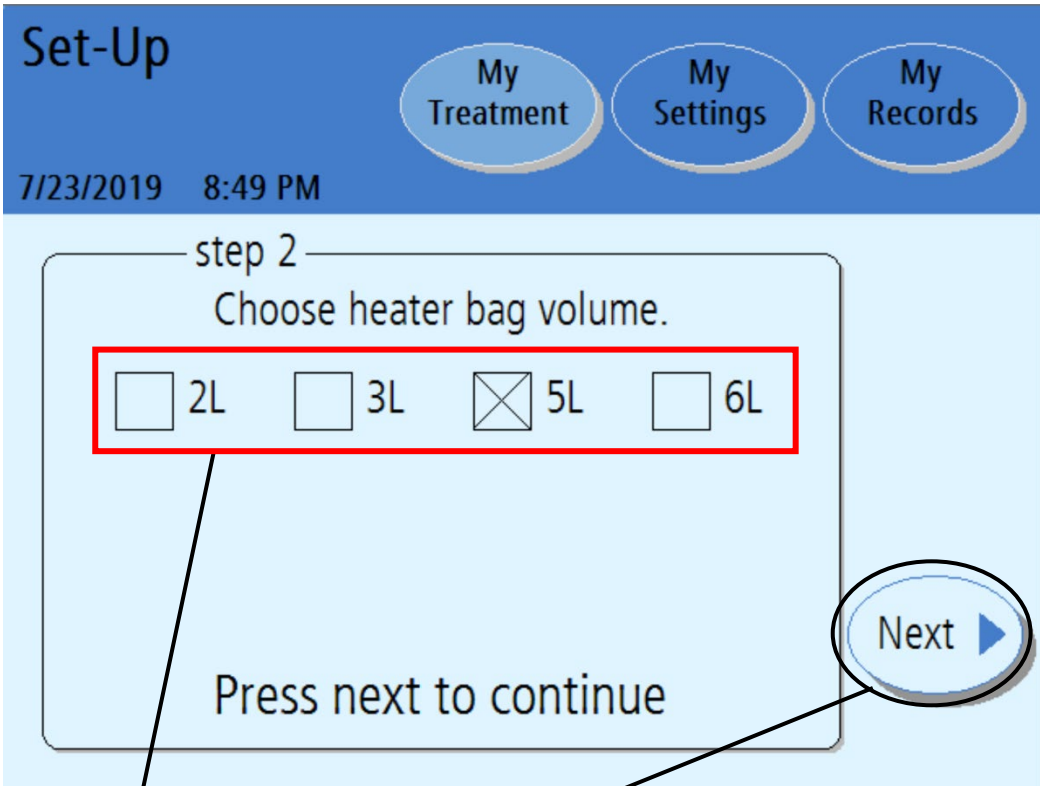 Set-Up
My Treatment
My Settings
My Records
7/23/2019 8:49 PM
step 2
Choose heater bag volume.
2L 3L 5L 6L
Next
Press next to continue